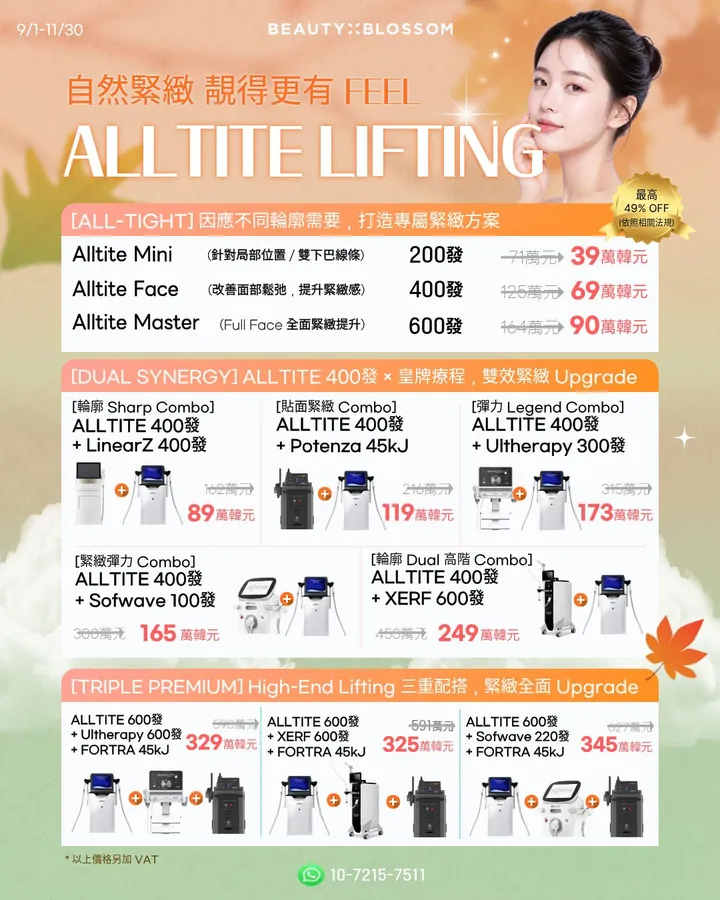 9/1-11/30
BEAUTY BLOSSOM
自然緊緻 靚得更有 FEEL
ALLTITE LIFTING
最高
49% OFF
(依照相關法規)
[ALL-TIGHT] 因應不同輪廓需要，打造專屬緊緻方案
Alltite Mini (針對局部位置 / 雙下巴線條) 200發 71萬元 39萬韓元
Alltite Face (改善面部鬆弛，提升緊緻感) 400發 125萬元 69萬韓元
Alltite Master (Full Face 全面緊緻提升) 600發 164萬元 90萬韓元
[DUAL SYNERGY] ALLTITE 400發 × 皇牌療程，雙效緊緻 Upgrade
[輪廓 Sharp Combo]
ALLTITE 400發
+ LinearZ 400發
162萬元
89萬韓元
[貼面緊緻 Combo]
ALLTITE 400發
+ Potenza 45kJ
216萬元
119萬韓元
[彈力 Legend Combo]
ALLTITE 400發
+ Ultherapy 300發
315萬元
173萬韓元
[緊緻彈力 Combo]
ALLTITE 400發
+ Sofwave 100發
300萬元 165萬韓元
[輪廓 Dual 高階 Combo]
ALLTITE 400發
+ XERF 600發
453萬元 249萬韓元
[TRIPLE PREMIUM] High-End Lifting 三重配搭，緊緻全面 Upgrade
ALLTITE 600發
+ Ultherapy 600發
+ FORTRA 45kJ
598萬元
329萬韓元
ALLTITE 600發
+ XERF 600發
+ FORTRA 45kJ
591萬元
325萬韓元
ALLTITE 600發
+ Sofwave 220發
+ FORTRA 45kJ
627萬元
345萬韓元
* 以上價格另加 VAT
10-7215-7511